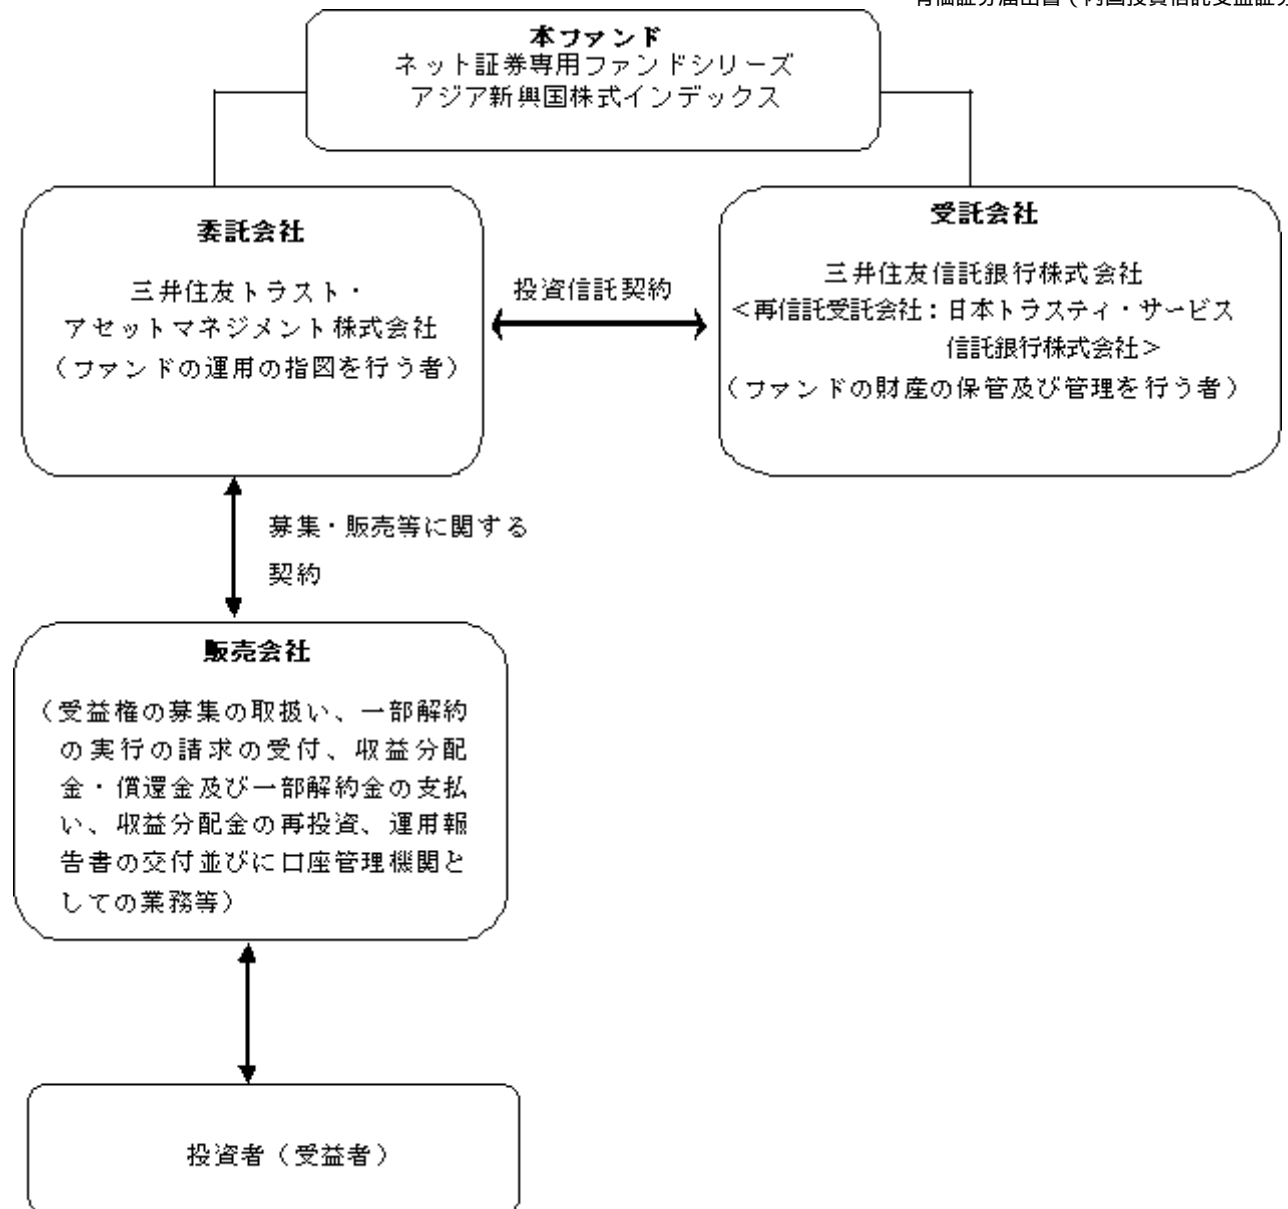 有価証券届出書(内国投資信託受益証券
本ファンド
ネット証券専用ファンドシリーズ
アジア新興国株式インデックス
委託会社
三井住友トラスト・
アセットマネジメント株式会社
(ファンドの運用の指図を行う者)
投資信託契約
受託会社
三井住友信託銀行株式会社
<再信託受託会社:日本トラスティ・サービス
信託銀行株式会社>
(ファンドの財産の保管及び管理を行う者)
募集・販売等に関する
契約
販売会社
(受益権の募集の取扱い、一部解約
の実行の請求の受付、収益分配
金・償還金及び一部解約金の支払
い、収益分配金の再投資、運用報
告書の交付並びに口座管理機関と
しての業務等)
投資者(受益者)